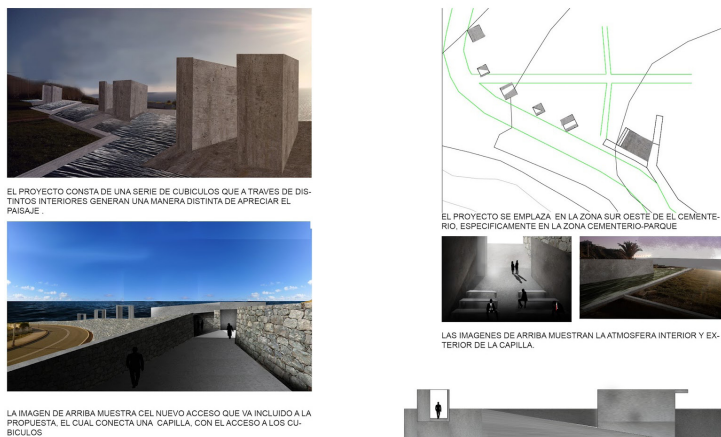 EL PROYECTO CONSTA DE UNA SERIE DE CUBICULOS QUE A TRAVES DE DIS-
TINTOS INTERIORES GENERAN UNA MANERA DISTINTA DE APRECIAR EL
PAISAJE .
LA IMAGEN DE ARRIBA MUESTRA CEL NUEVO ACCESO QUE VA INCLUIDO A LA
PROPUESTA, EL CUAL CONECTA UNA CAPILLA, CON EL ACCESO A LOS CU-
BICULOS
EL PROYECTO SE EMPLAZA EN LA ZONA SUR OESTE DE EL CEMENTE-
RIO, ESPECIFICAMENTE EN LA ZONA CEMENTERIO-PARQUE
LAS IMAGENES DE ARRIBA MUESTRAN LA ATMOSFERA INTERIOR Y EX-
TERIOR DE LA CAPILLA.